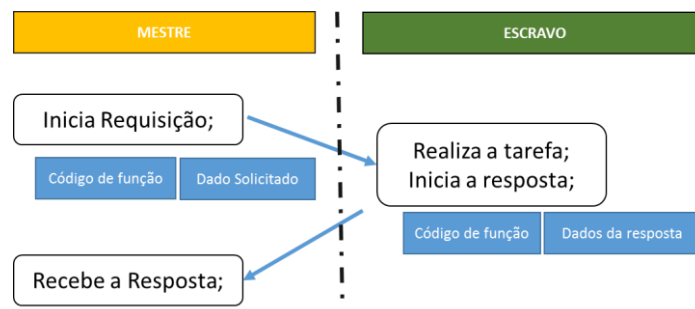 MESTRE
ESCRAVO
Inicia Requisição;
Código de função
Dado Solicitado
Realiza a tarefa;
Inicia a resposta;
Código de função
Dados da resposta
Recebe a Resposta;